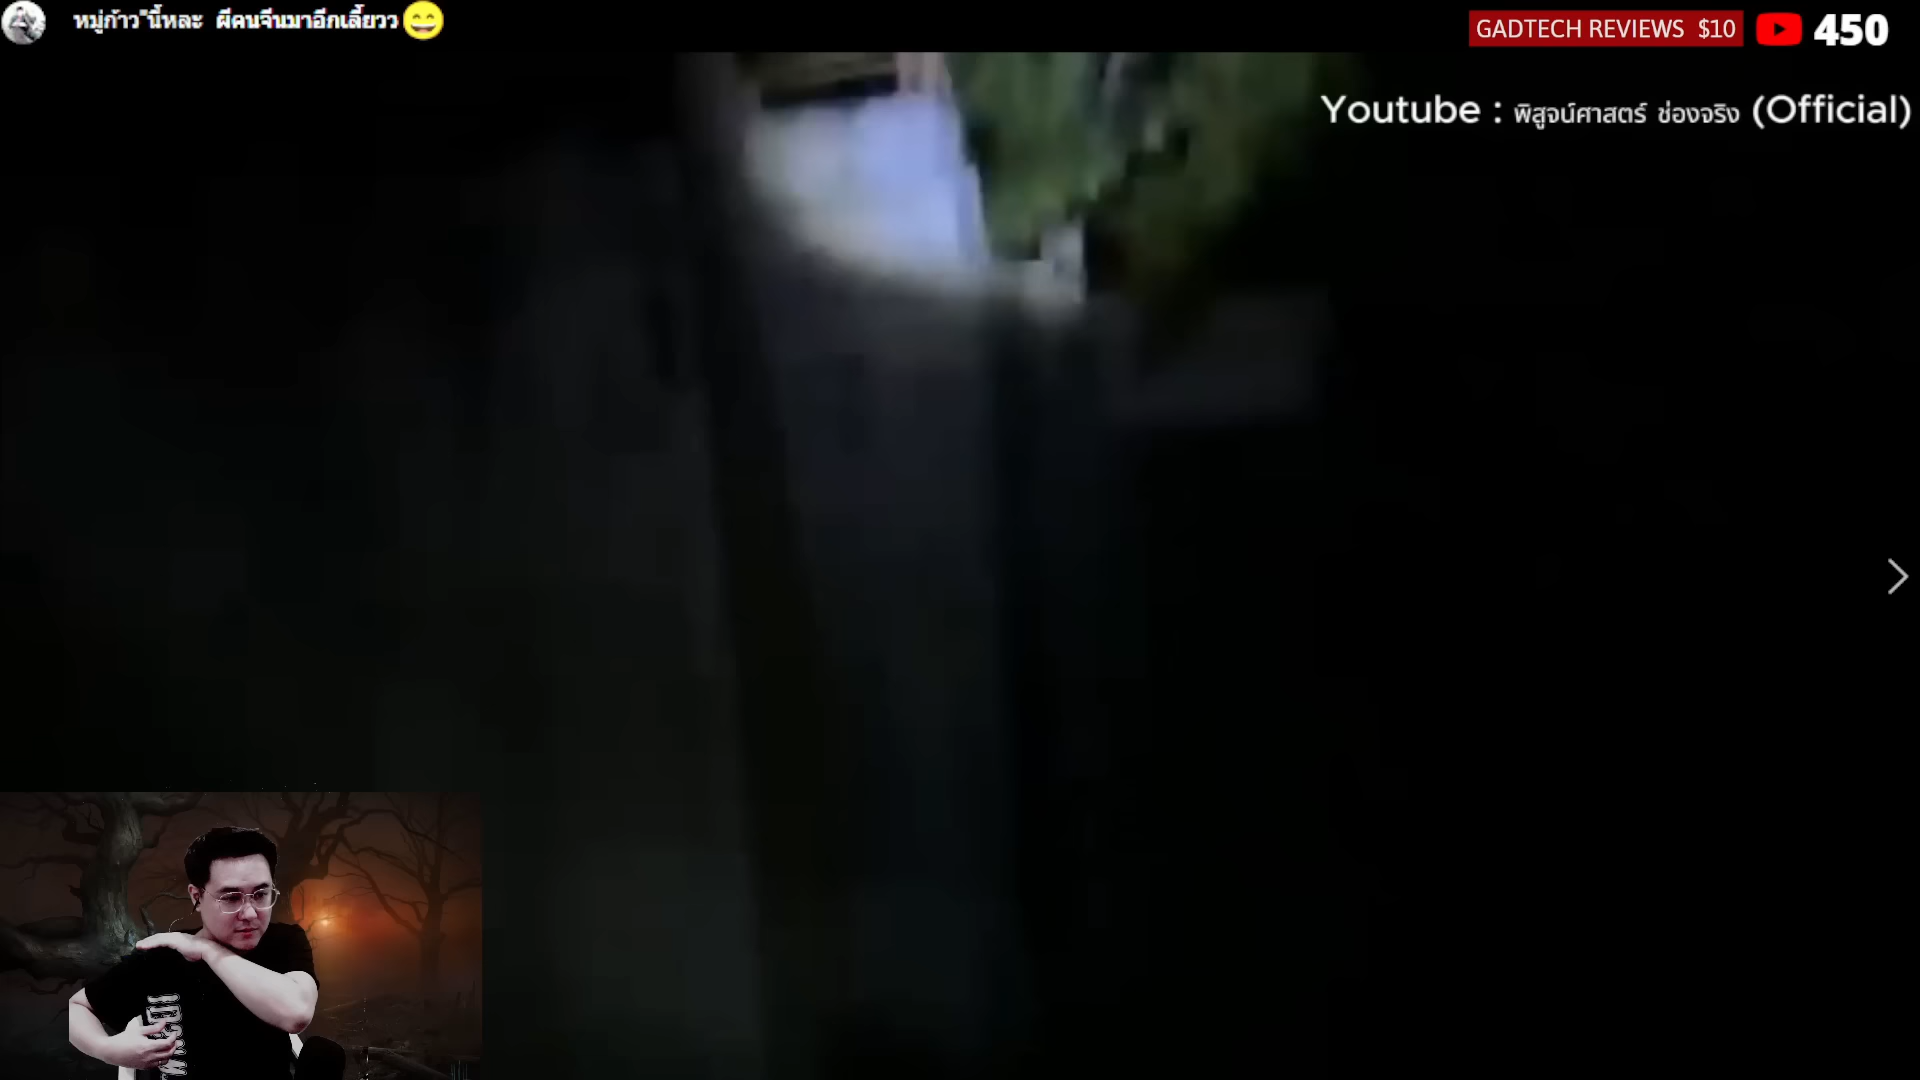 หมู่ก้าว"นี้หละ ผีคนจีนมาอีกเลี้ยวว
GADTECH REVIEWS $10
450
Youtube : พิสูจน์ศาสตร์ ช่องจริง (Official)